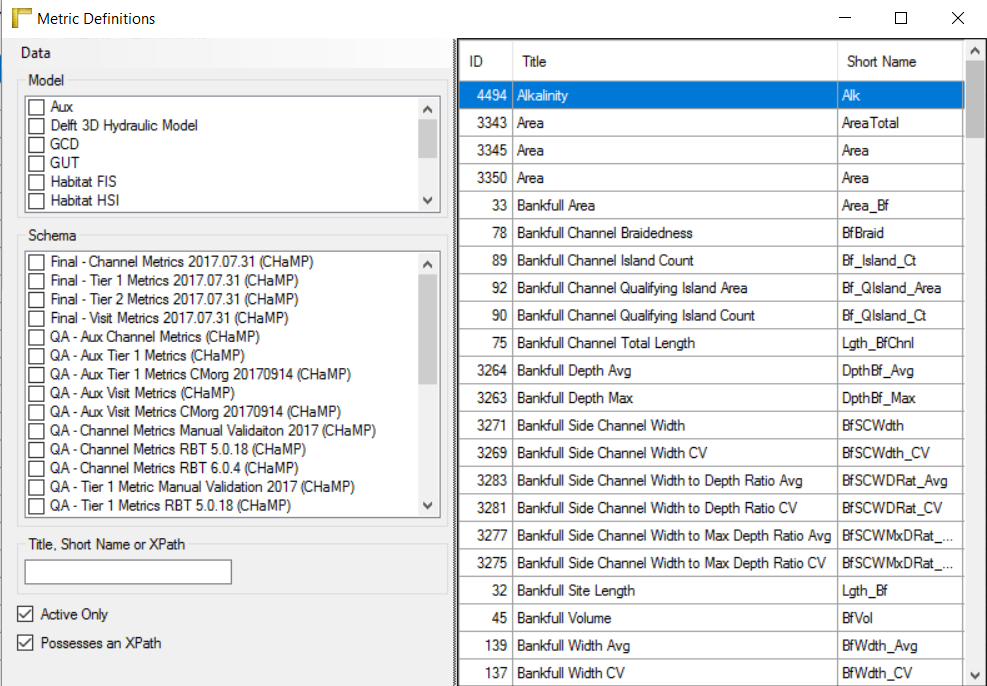 Metric Definitions
Data
Model
Aux
Delft 3D Hydraulic Model
GCD
GUT
Habitat FIS
Habitat HSI
Schema
Final - Channel Metrics 2017.07.31 (CHaMP)
Final - Tier 1 Metrics 2017.07.31 (CHaMP)
Final - Tier 2 Metrics 2017.07.31 (CHaMP)
Final - Visit Metrics 2017.07.31 (CHaMP)
QA - Aux Channel Metrics (CHaMP)
QA - Aux Tier 1 Metrics (CHaMP)
QA - Aux Tier 1 Metrics CMorg 20170914 (CHaMP)
QA - Aux Visit Metrics (CHaMP)
QA - Aux Visit Metrics CMorg 20170914 (CHaMP)
QA - Channel Metrics Manual Validaiton 2017 (CHaMP)
QA - Channel Metrics RBT 5.0.18 (CHaMP)
QA - Channel Metrics RBT 6.0.4 (CHaMP)
QA - Tier 1 Metric Manual Validation 2017 (CHaMP)
QA - Tier 1 Metrics RBT 5.0.18 (CHaMP)
Title, Short Name or XPath
Active Only
Possesses an XPath
ID Title Short Name
4494 Alkalinity Alk
3343 Area AreaTotal
3345 Area Area
3350 Area Area
33 Bankfull Area Area_Bf
78 Bankfull Channel Braidedness BfBraid
89 Bankfull Channel Island Count Bf_Island_Ct
92 Bankfull Channel Qualifying Island Area Bf_QIsland_Area
90 Bankfull Channel Qualifying Island Count Bf_QIsland_Ct
75 Bankfull Channel Total Length Lgth_BfChnl
3264 Bankfull Depth Avg DpthBf_Avg
3263 Bankfull Depth Max DpthBf_Max
3271 Bankfull Side Channel Width BfSCWdth
3269 Bankfull Side Channel Width CV BfSCWdth_CV
3283 Bankfull Side Channel Width to Depth Ratio Avg BfSCWDRat_Avg
3281 Bankfull Side Channel Width to Depth Ratio CV BfSCWDRat_CV
3277 Bankfull Side Channel Width to Max Depth Ratio Avg BfSCWMxDRat_...
3275 Bankfull Side Channel Width to Max Depth Ratio CV BfSCWMxDRat_...
32 Bankfull Site Length Lgth_Bf
45 Bankfull Volume BfVol
139 Bankfull Width Avg BfWdth_Avg
137 Bankfull Width CV BfWdth_CV